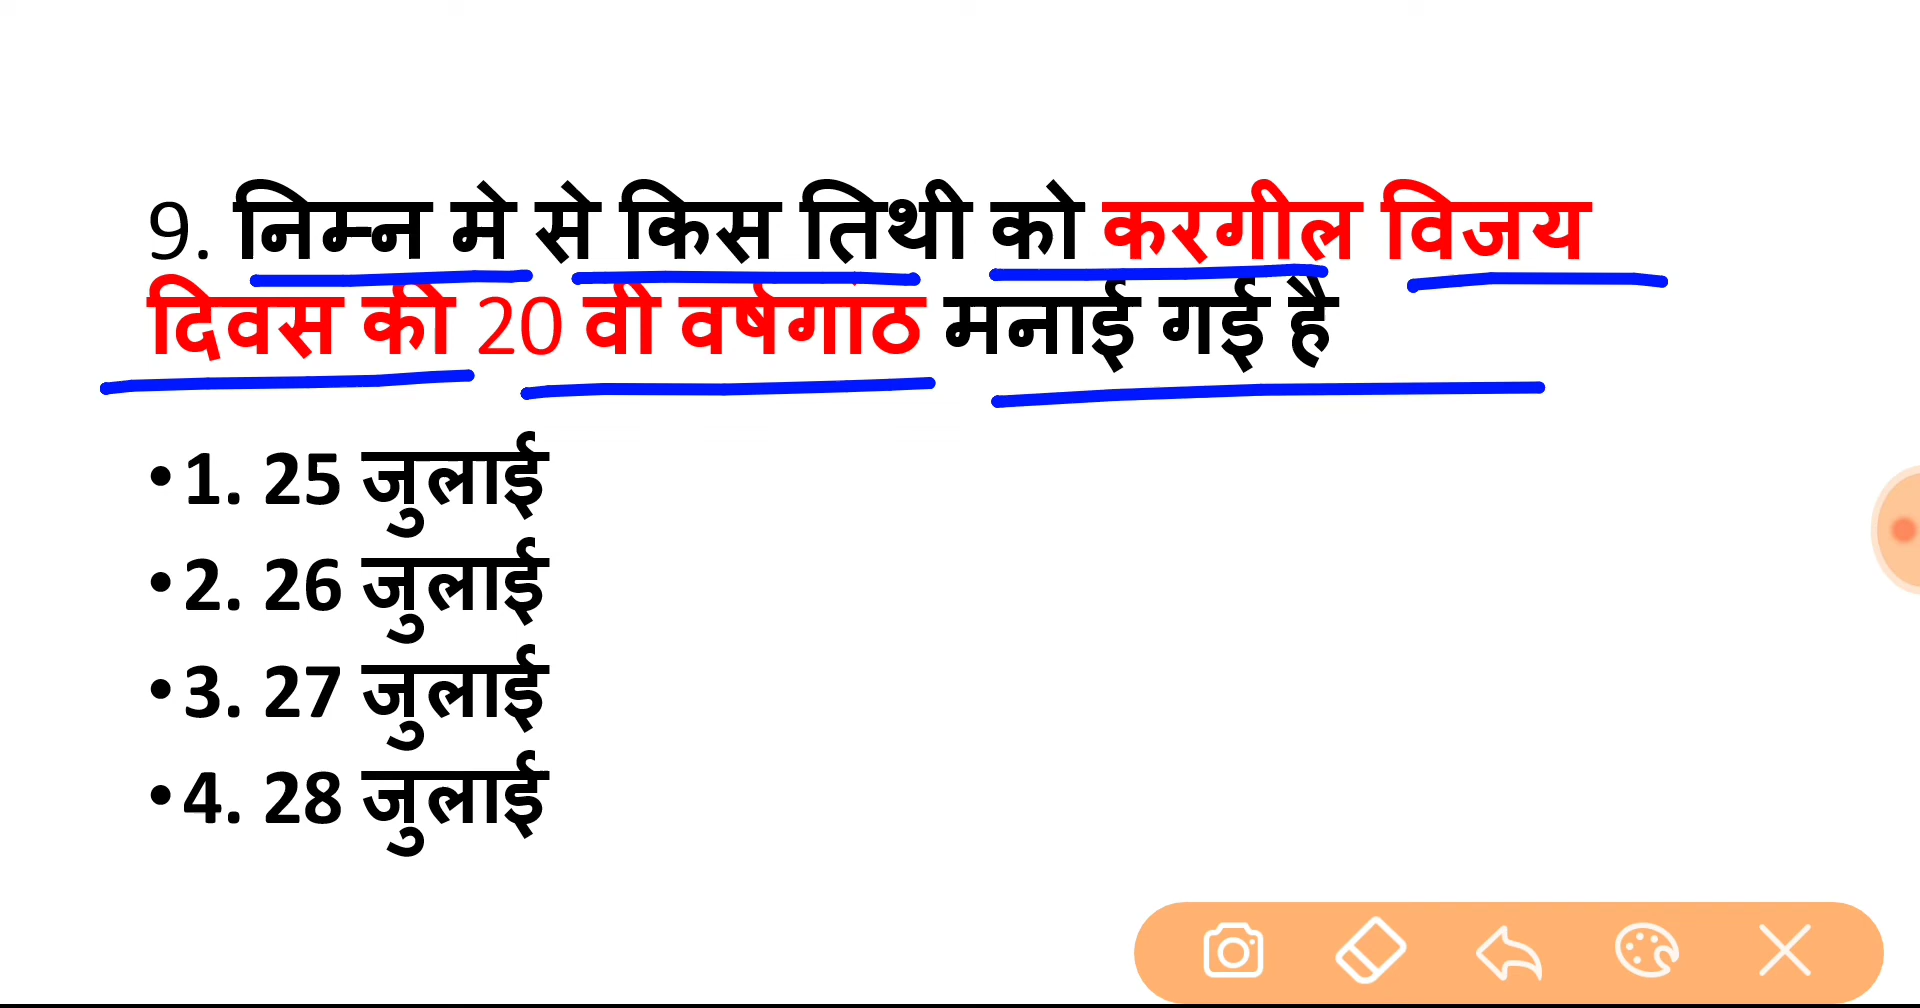 9. निम्न मे से किस तिथी को करगील विजय
दिवस की 20 वी वर्षगांठ मनाई गई है
• 1. 25 जुलाई
• 2. 26 जुलाई
• 3. 27 जुलाई
• 4. 28 जुलाई